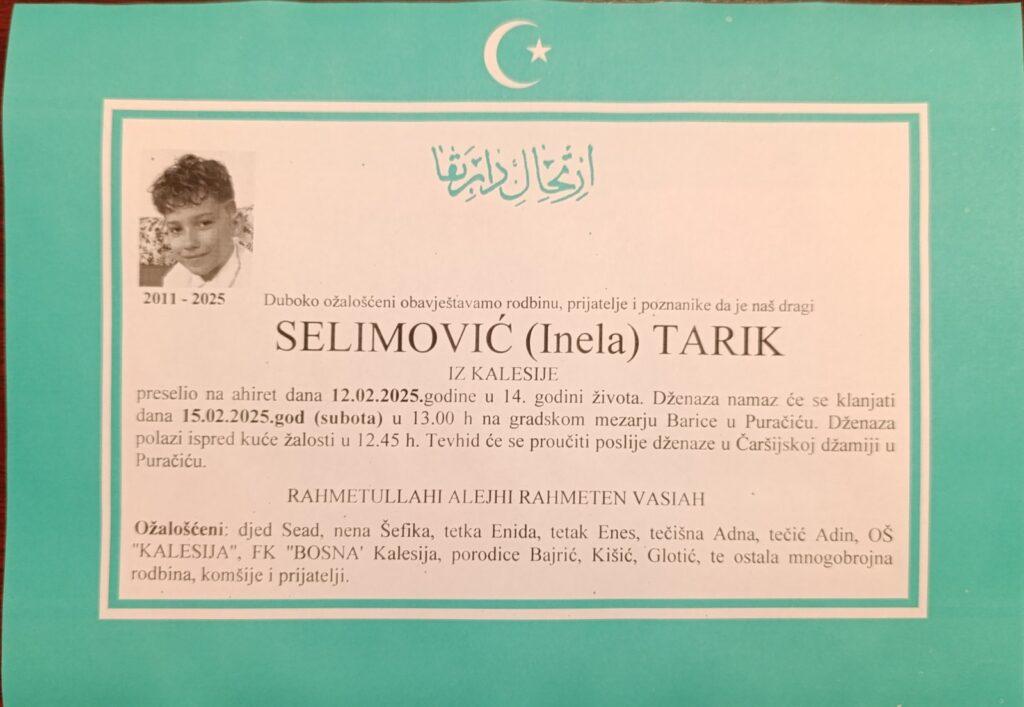 ارتحال دار بقا
2011 - 2025
Duboko ožalošćeni obavještavamo rodbinu, prijatelje i poznanike da je naš dragi
SELIMOVIĆ (Inela) TARIK
IZ KALESIJE
preselio na ahiret dana 12.02.2025.godine u 14. godini života. Dženaza namaz će se klanjati
dana 15.02.2025.god (subota) u 13.00 h na gradskom mezarju Barice u Puračiću. Dženaza
polazi ispred kuće žalosti u 12.45 h. Tevhid će se proučiti poslije dženaze u Čaršijskoj džamiji u
Puračiću.
RAHMETULLAHI ALEJHI RAHMETEN VASIAH
Ožalošćeni: djed Sead, nena Šefika, tetka Enida, tetak Enes, tečišna Adna, tečić Adin, OŠ
"KALESIJA", FK "BOSNA' Kalesija, porodice Bajrić, Kišić, Glotić, te ostala mnogobrojna
rodbina, komšije i prijatelji.